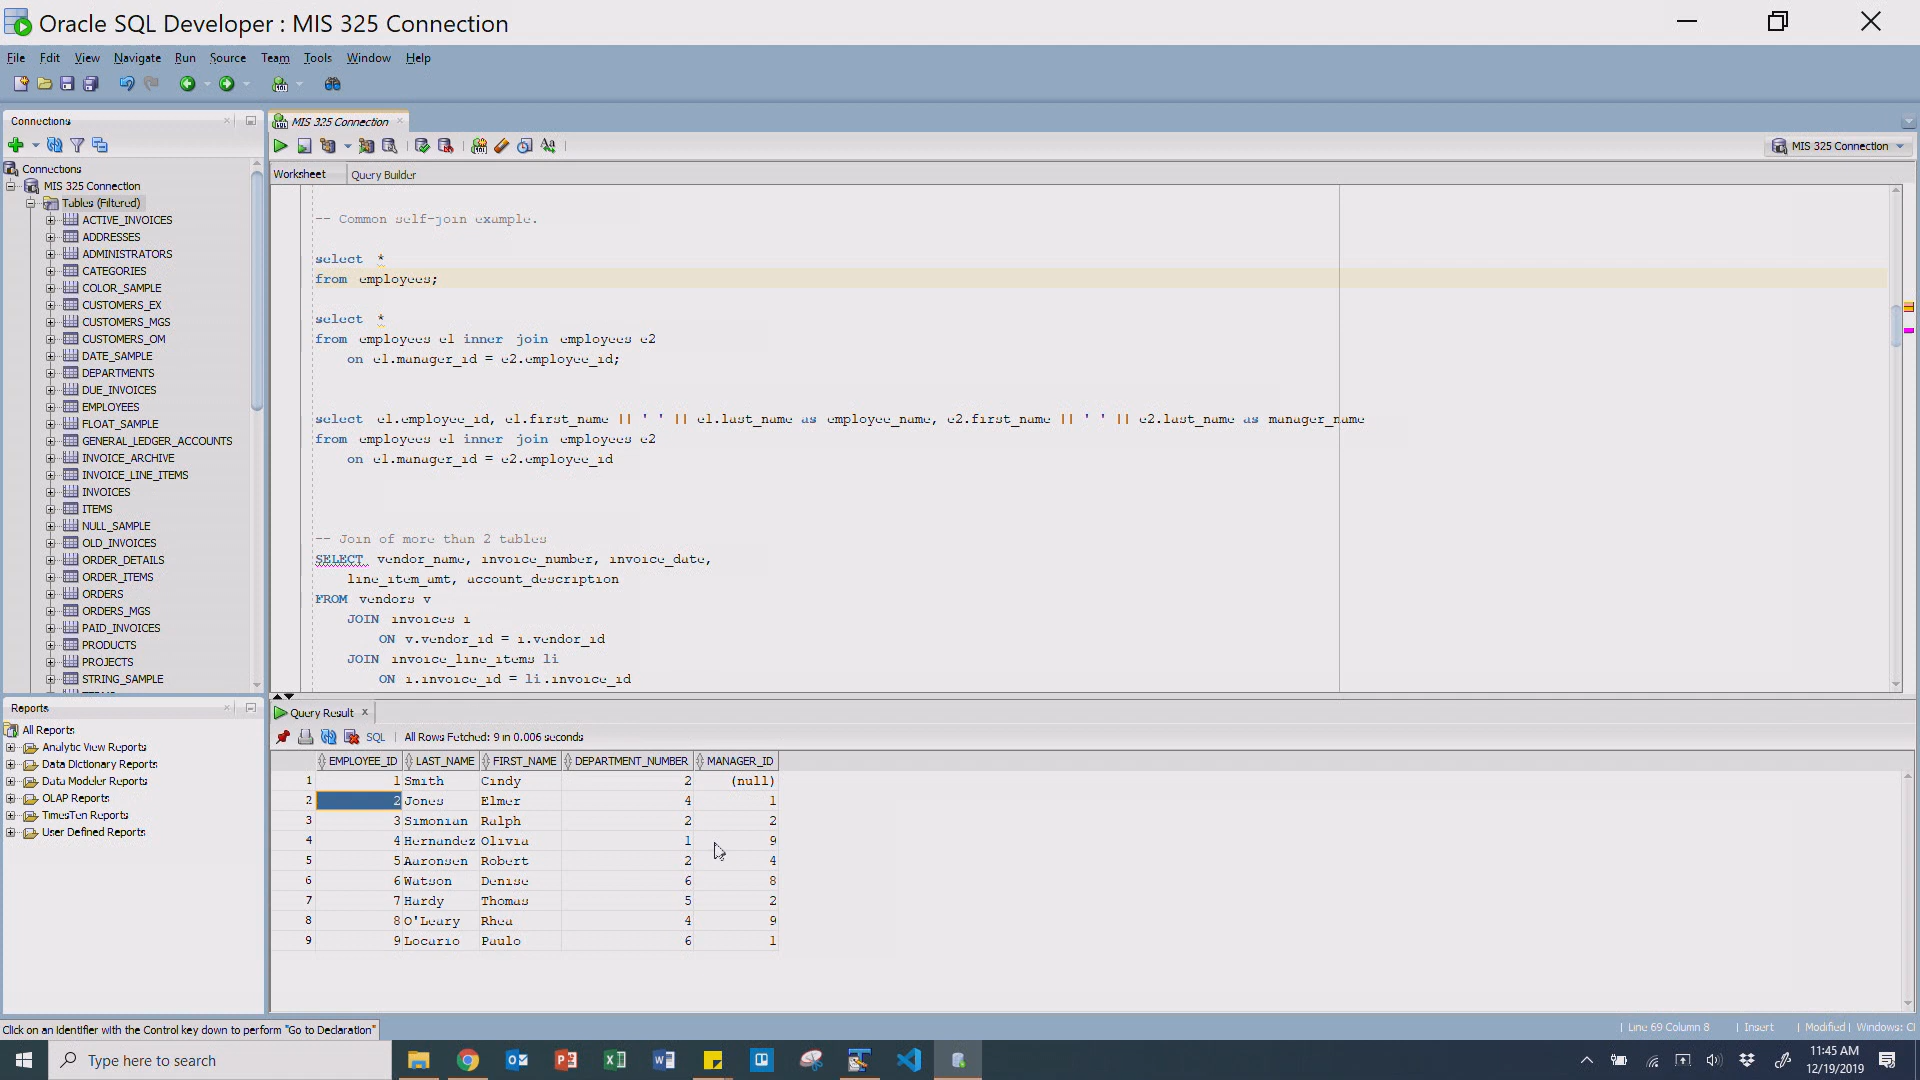 Oracle SQL Developer : MIS 325 Connection
File Edit View Navigate Run Source Team Tools Window Help
Connections
MIS 325 Connection
MIS 325 Connection
Worksheet
Query Builder
Connections
MIS 325 Connection
Tables (Filtered)
ACTIVE_INVOICES
ADDRESSES
ADMINISTRATORS
CATEGORIES
COLOR_SAMPLE
CUSTOMERS_EX
CUSTOMERS_MGS
CUSTOMERS_OM
DATE_SAMPLE
DEPARTMENTS
DUE_INVOICES
EMPLOYEES
FLOAT_SAMPLE
GENERAL_LEDGER_ACCOUNTS
INVOICE_ARCHIVE
INVOICE_LINE_ITEMS
INVOICES
ITEMS
NULL_SAMPLE
OLD_INVOICES
ORDER_DETAILS
ORDER_ITEMS
ORDERS
ORDERS_MGS
PAID_INVOICES
PRODUCTS
PROJECTS
STRING_SAMPLE
-- Common self-join example.
select *
from employees;
select *
from employees e1 inner join employees e2
on e1.manager_id = e2.employee_id;
select e1.employee_id, e1.first_name || ' ' || e1.last_name as employee_name, e2.first_name || ' ' || e2.last_name as manager_name
from employees e1 inner join employees e2
on e1.manager_id = e2.employee_id
-- Join of more than 2 tables
SELECT vendor_name, invoice_number, invoice_date,
line_item_amt, account_description
FROM vendors v
JOIN invoices i
ON v.vendor_id = i.vendor_id
JOIN invoice_line_items li
ON i.invoice_id = li.invoice_id
Reports
All Reports
Analytic View Reports
Data Dictionary Reports
Data Modeler Reports
OLAP Reports
TimesTen Reports
User Defined Reports
Query Result
SQL | All Rows Fetched: 9 in 0.006 seconds
EMPLOYEE_ID LAST_NAME FIRST_NAME DEPARTMENT_NUMBER MANAGER_ID
1 1 Smith Cindy 2 (null)
2 2 Jones Elmer 4 1
3 3 Simonian Ralph 2 2
4 4 Hernandez Olivia 1 9
5 5 Aaronsen Robert 2 4
6 6 Watson Denise 6 8
7 7 Hardy Thomas 5 2
8 8 O'Leary Rhea 4 9
9 9 Locario Paulo 6 1
Click on an identifier with the Control key down to perform "Go to Declaration"
Line 69 Column 8 | Insert | Modified | Windows: C
Type here to search
11:45 AM
12/19/2019